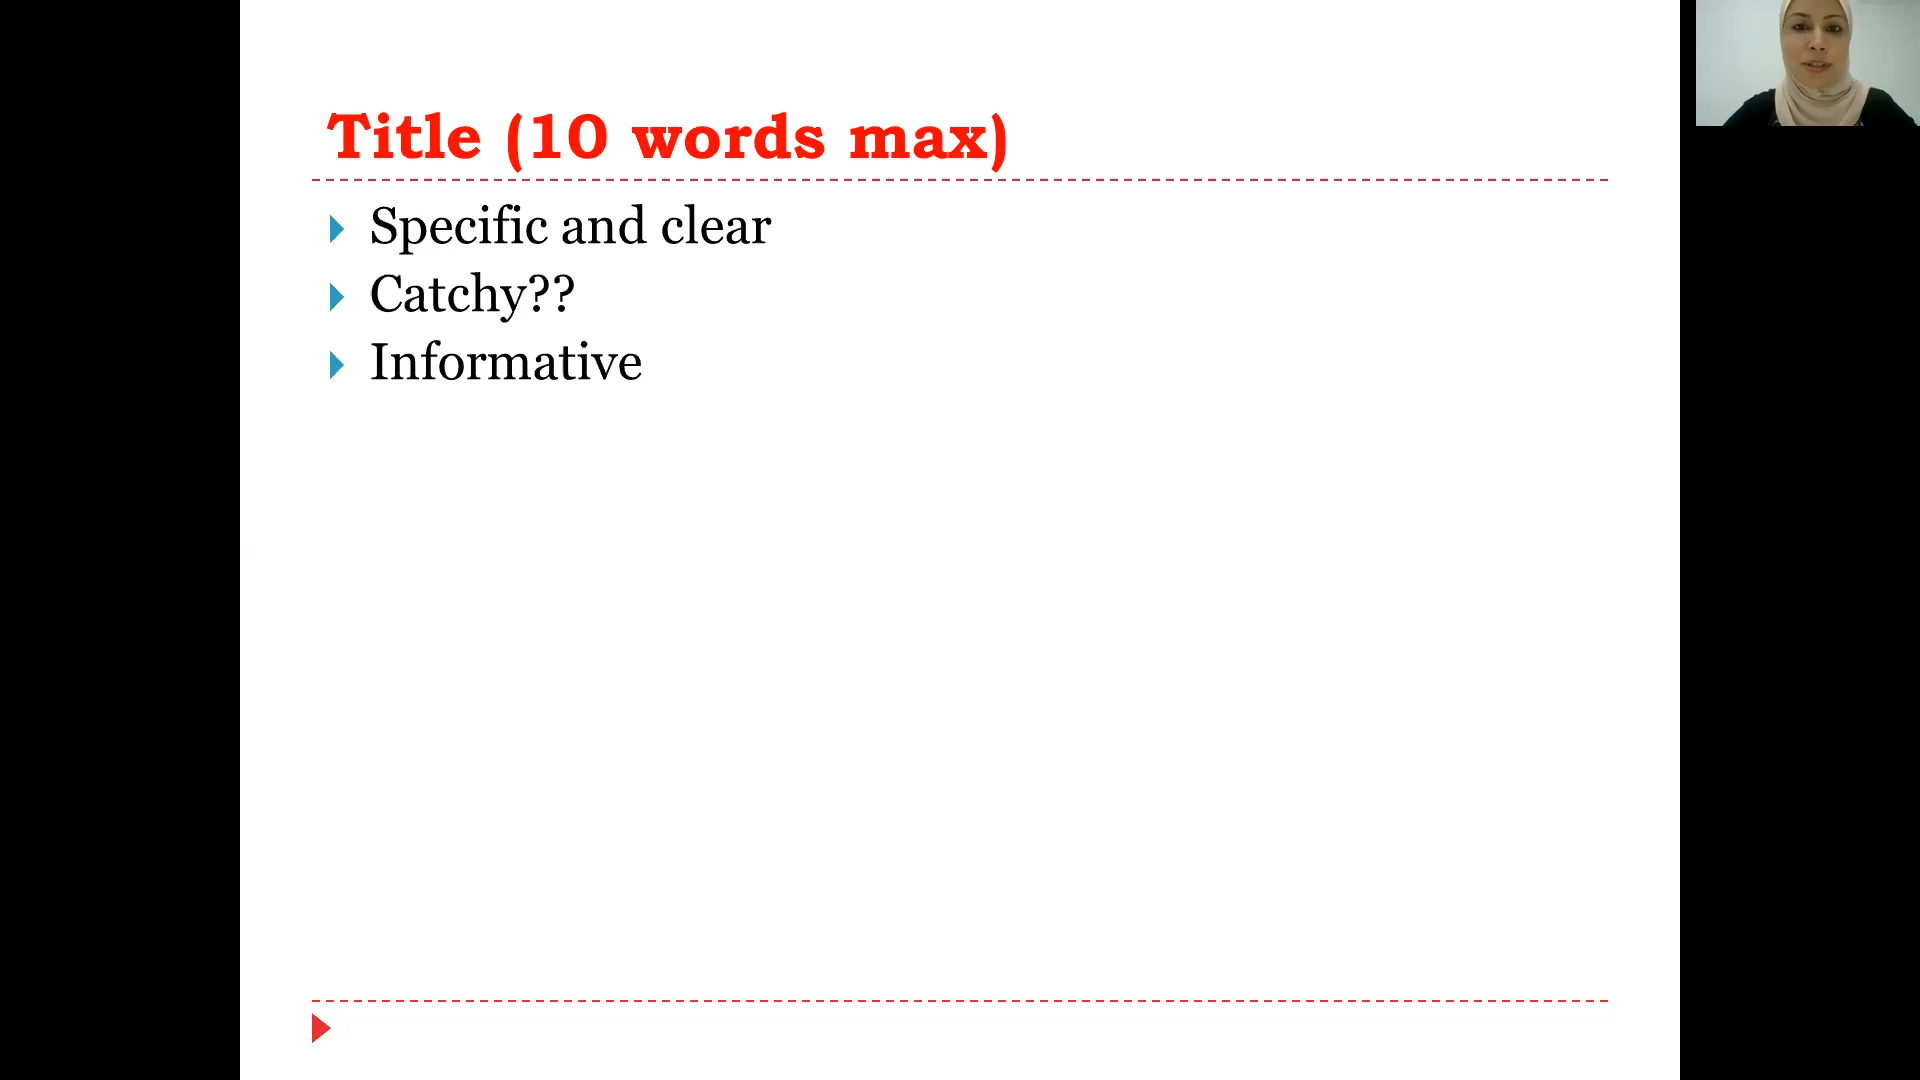 Title (10 words max)
Specific and clear
Catchy??
Informative